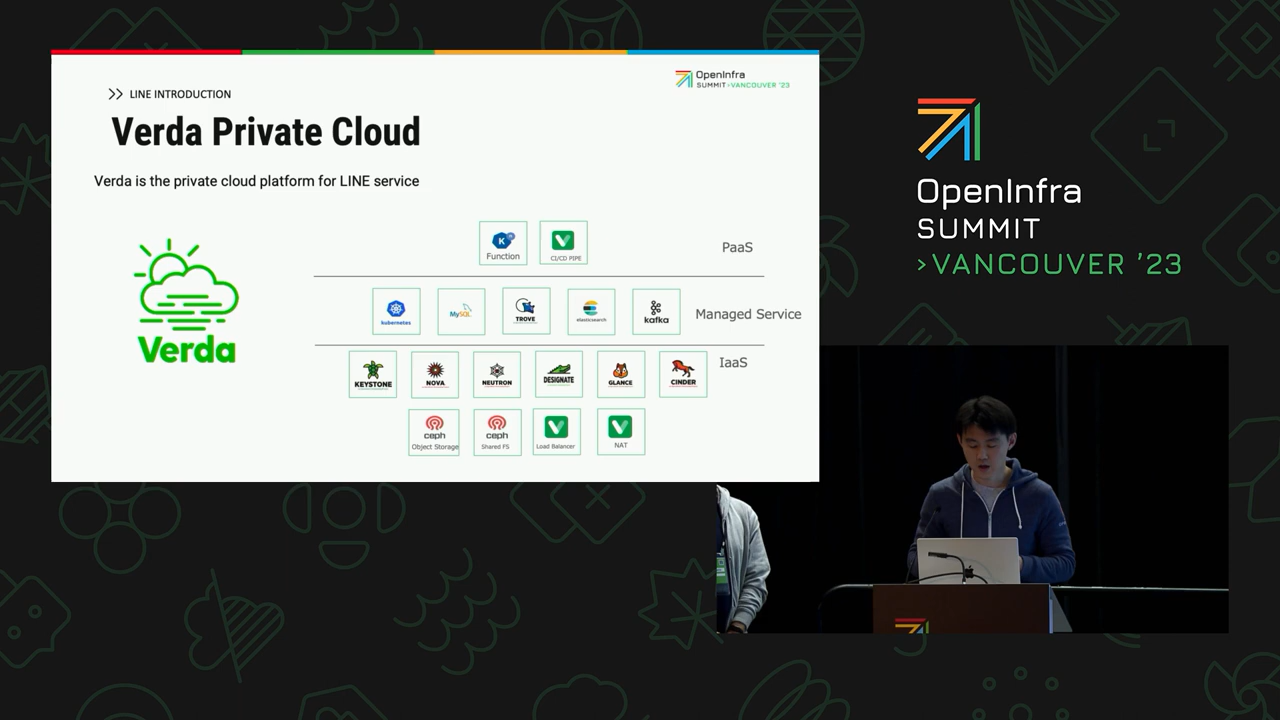 >> LINE INTRODUCTION
Verda Private Cloud
OpenInfra
SUMMIT >VANCOUVER '23
Verda is the private cloud platform for LINE service
Verda
Function
CI/CD PIPE
PaaS
kubernetes
MySQL
TROVE
elasticsearch
kafka
Managed Service
KEYSTONE
NOVA
NEUTRON
DESIGNATE
GLANCE
CINDER
IaaS
ceph
Object Storage
ceph
Shared FS
Load Balancer
NAT
OpenInfra
SUMMIT
>VANCOUVER '23